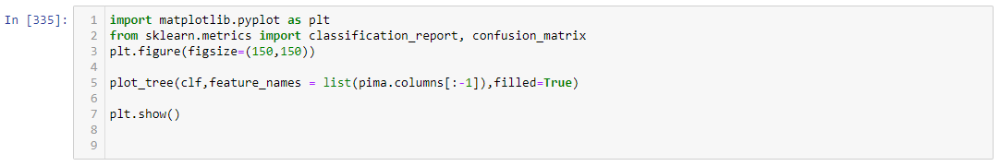 In [335]:
1 import matplotlib.pyplot as plt
2 from sklearn.metrics import classification_report, confusion_matrix
3 plt.figure(figsize=(150,150))
4
5 plot_tree(clf,feature_names = list(pima.columns[:-1]),filled=True)
6
7 plt.show()
8
9